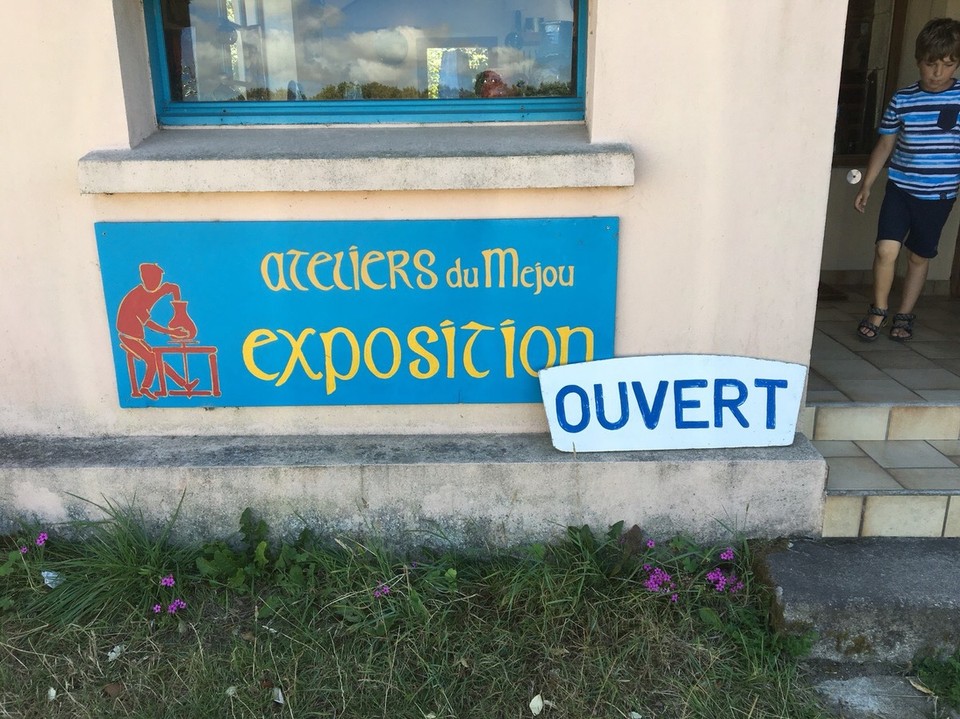 ateliers du Mejou
exposition
OUVERT